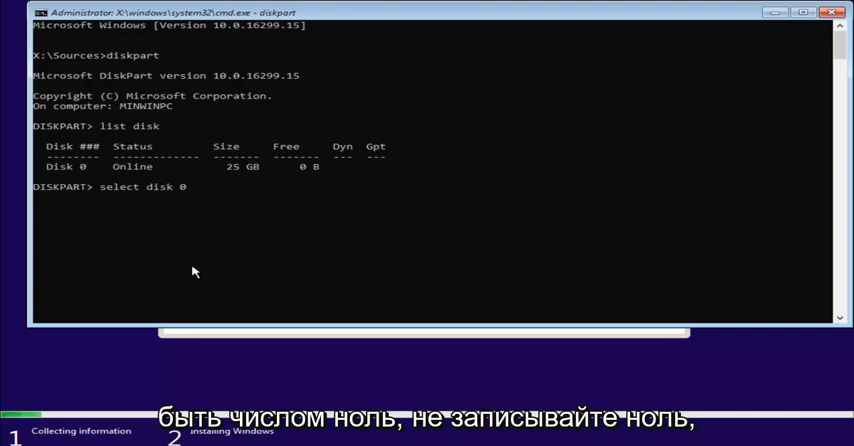 Administrator: X:\windows\system32\cmd.exe - diskpart
Microsoft Windows [Version 10.0.16299.15]
X:\Sources>diskpart
Microsoft DiskPart version 10.0.16299.15
Copyright (C) Microsoft Corporation.
On computer: MINWINPC
DISKPART> list disk
Disk ### Status Size Free Dyn Gpt
-------- ------------- ------- ------- --- ---
Disk 0 Online 25 GB 0 B
DISKPART> select disk 0
быть числом ноль, не записывайте ноль,
1 Collecting information 2 Installing Windows